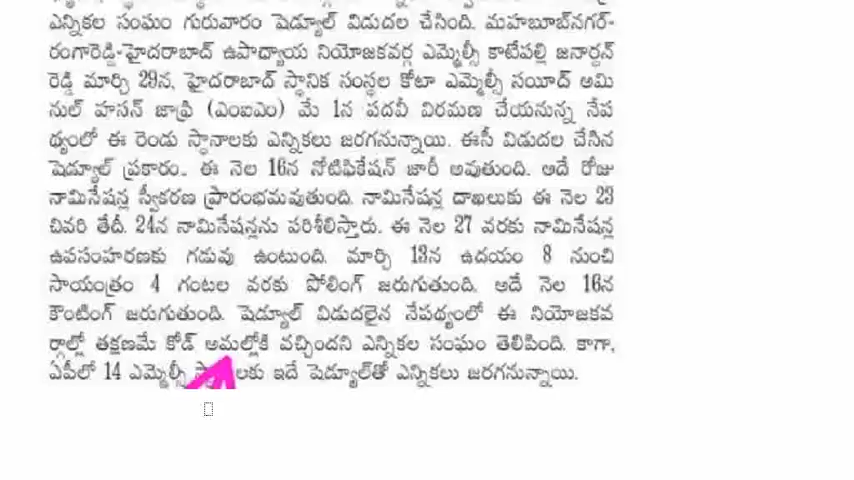 ఎన్నికల సంఘం గురువారం షెడ్యూల్ విడుదల చేసింది. మహబూబ్‌నగర్-
రంగారెడ్డి-హైదరాబాద్ ఉపాధ్యాయ నియోజకవర్గ ఎమ్మెల్సీ కాటేపల్లి జనార్ధన్
రెడ్డి మార్చి 29న, హైదరాబాద్ స్థానిక సంస్థల కోటా ఎమ్మెల్సీ సయీద్ అమి
నుల్ హసన్ జాఫ్రి (ఎంఐఎం) మే 1న పదవీ విరమణ చేయనున్న నేప
థ్యంలో ఈ రెండు స్థానాలకు ఎన్నికలు జరగనున్నాయి. ఈసీ విడుదల చేసిన
షెడ్యూల్ ప్రకారం.. ఈ నెల 16న నోటిఫికేషన్ జారీ అవుతుంది. అదే రోజు
నామినేషన్ల స్వీకరణ ప్రారంభమవుతుంది. నామినేషన్ల దాఖలుకు ఈ నెల 23
చివరి తేదీ. 24న నామినేషన్లను పరిశీలిస్తారు. ఈ నెల 27 వరకు నామినేషన్ల
ఉపసంహరణకు గడువు ఉంటుంది. మార్చి 13న ఉదయం 8 నుంచి
సాయంత్రం 4 గంటల వరకు పోలింగ్ జరుగుతుంది. అదే నెల 16న
కౌంటింగ్ జరుగుతుంది. షెడ్యూల్ విడుదలైన నేపథ్యంలో ఈ నియోజకవ
ర్గాల్లో తక్షణమే కోడ్ అమల్లోకి వచ్చిందని ఎన్నికల సంఘం తెలిపింది. కాగా,
ఏపీలో 14 ఎమ్మెల్సీ లకు ఇదే షెడ్యూల్‌తో ఎన్నికలు జరగనున్నాయి.